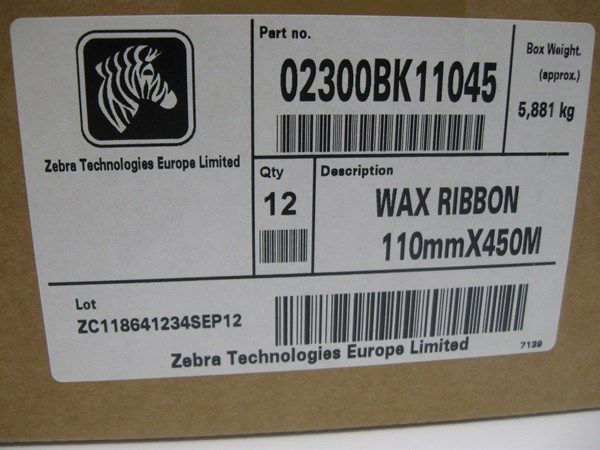 Zebra Technologies Europe Limited
Part no.
02300BK11045
Box Weight.
(approx.)
5,881 kg
Qty
12
Description
WAX RIBBON
110mmX450M
Lot
ZC118641234SEP12
Zebra Technologies Europe Limited
7139